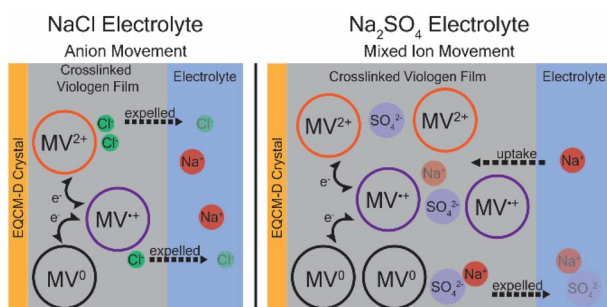 NaCl Electrolyte
Anion Movement
Crosslinked
Viologen Film
Electrolyte
EQCM-D Crystal
MV²⁺
Cl⁻
Cl⁻
expelled
Cl⁻
Na⁺
e⁻
MV•⁺
e⁻
Na⁺
MV⁰
Cl⁻
expelled
Cl⁻
Na₂SO₄ Electrolyte
Mixed Ion Movement
Crosslinked Viologen Film
Electrolyte
EQCM-D Crystal
MV²⁺
SO₄²⁻
MV²⁺
uptake
Na⁺
e⁻
Na⁺
MV•⁺
SO₄²⁻
MV•⁺
e⁻
MV⁰
MV⁰
SO₄²⁻
Na⁺
expelled
Na⁺
SO₄²⁻